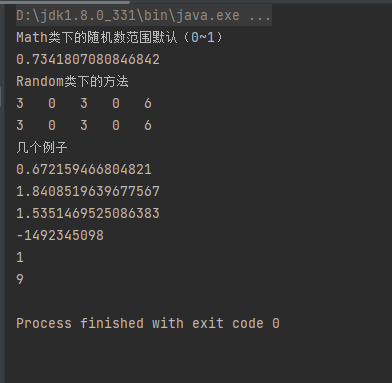 D:\jdk1.8.0_331\bin\java.exe ...
Math类下的随机数范围默认（0~1）
0.7341807080846842
Random类下的方法
3   0   3   0   6
3   0   3   0   6
几个例子
0.672159466804821
1.8408519639677567
1.5351469525086383
-1492345098
1
9
Process finished with exit code 0